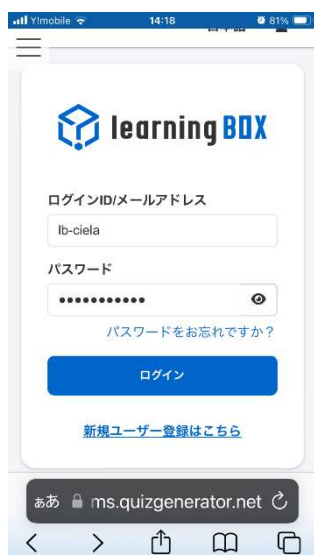 Y!mobile 14:18 81%
learningBOX
ログインID/メールアドレス
lb-ciela
パスワード
•••••••••••
パスワードをお忘れですか？
ログイン
新規ユーザー登録はこちら
ああ ms.quizgenerator.net